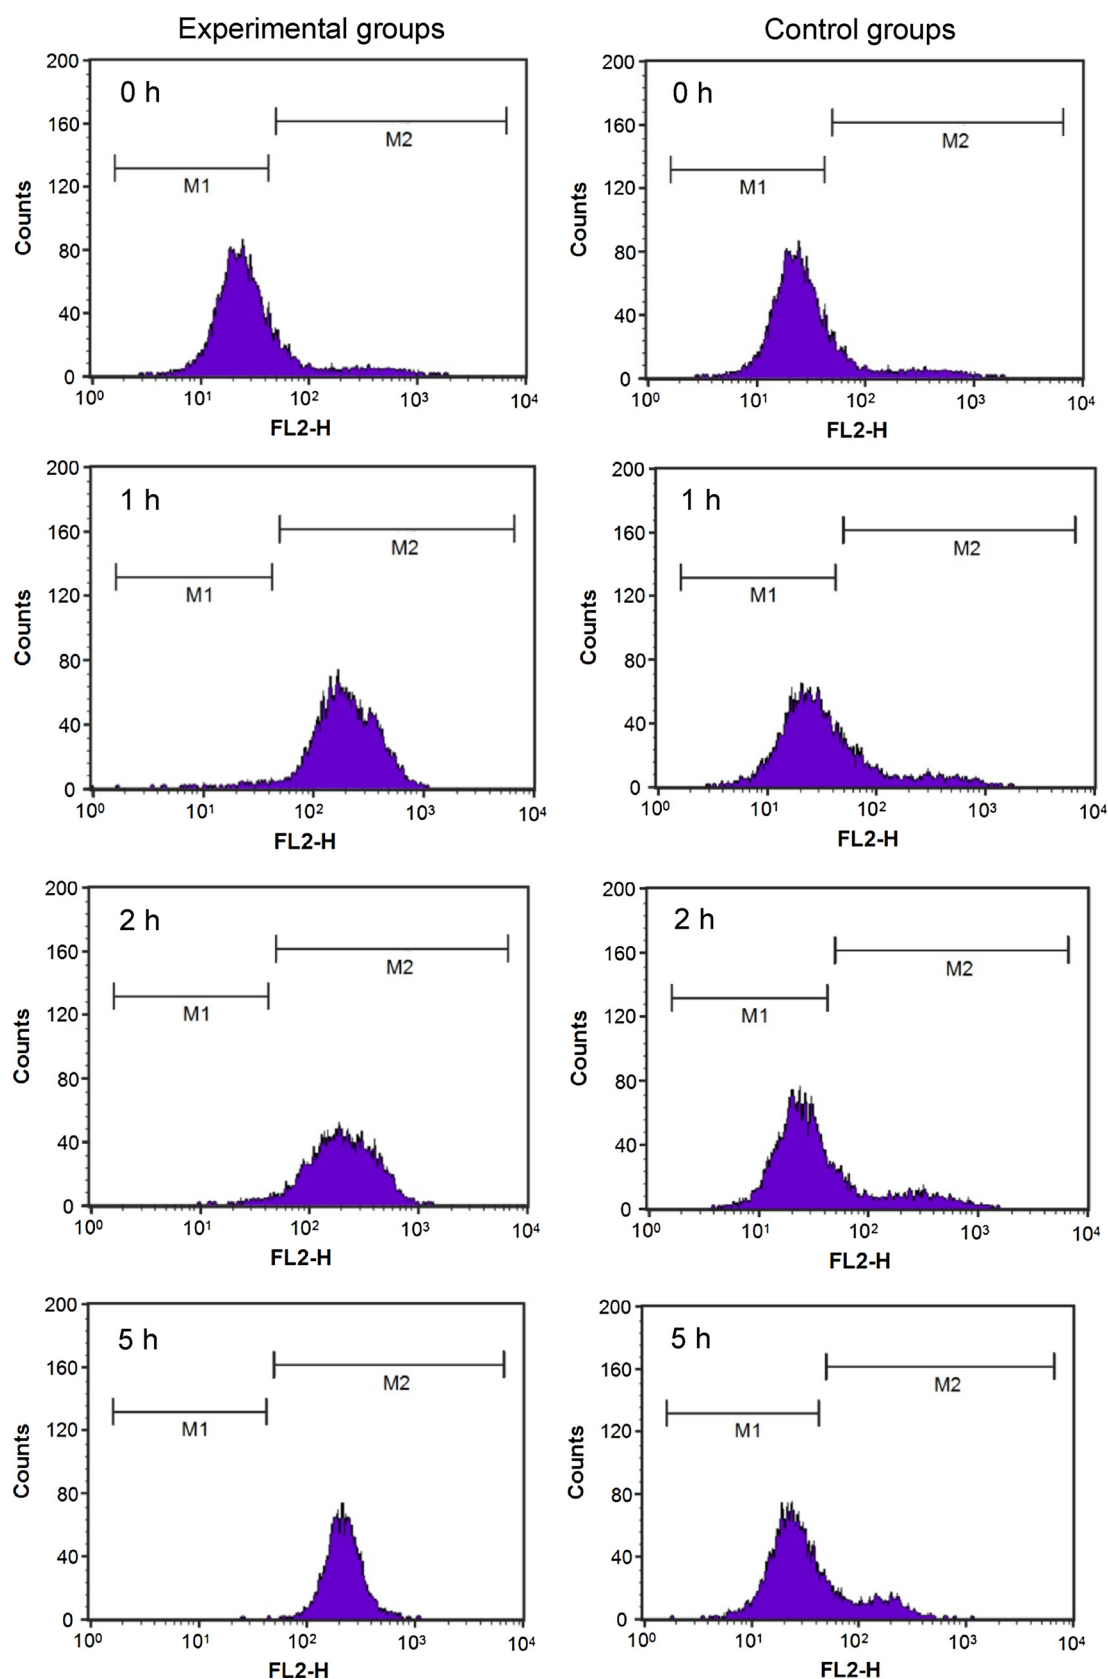 Experimental groups
Control groups
200
160
120
80
40
0
Counts
0 h
M2
M1
10⁰ 10¹ 10² 10³ 10⁴
FL2-H
200
160
120
80
40
0
Counts
0 h
M2
M1
10⁰ 10¹ 10² 10³ 10⁴
FL2-H
200
160
120
80
40
0
Counts
1 h
M2
M1
10⁰ 10¹ 10² 10³ 10⁴
FL2-H
200
160
120
80
40
0
Counts
1 h
M2
M1
10⁰ 10¹ 10² 10³ 10⁴
FL2-H
200
160
120
80
40
0
Counts
2 h
M2
M1
10⁰ 10¹ 10² 10³ 10⁴
FL2-H
200
160
120
80
40
0
Counts
2 h
M2
M1
10⁰ 10¹ 10² 10³ 10⁴
FL2-H
200
160
120
80
40
0
Counts
5 h
M2
M1
10⁰ 10¹ 10² 10³ 10⁴
FL2-H
200
160
120
80
40
0
Counts
5 h
M2
M1
10⁰ 10¹ 10² 10³ 10⁴
FL2-H